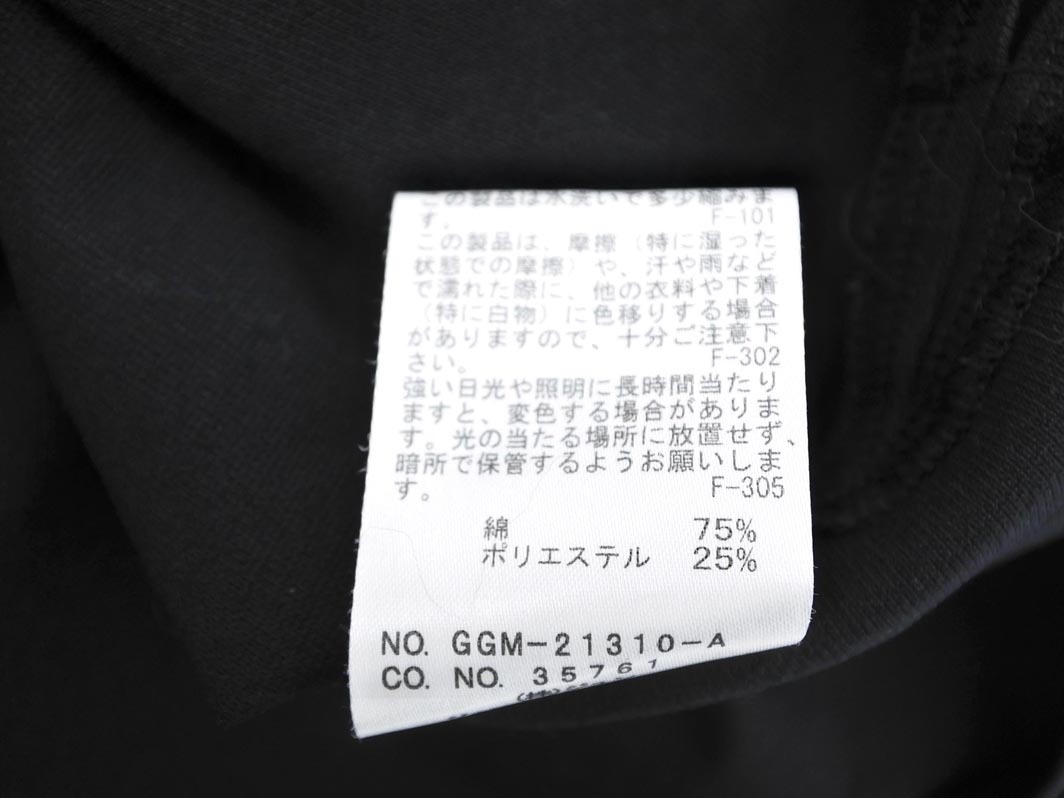 この製品は水洗いで多少縮みま
す。 F-101
この製品は、摩擦（特に湿った
状態での摩擦）や、汗や雨など
で濡れた際に、他の衣料や下着
（特に白物）に色移りする場合
がありますので、十分ご注意下
さい。 F-302
強い日光や照明に長時間当たり
ますと、変色する場合がありま
す。光の当たる場所に放置せず、
暗所で保管するようお願いしま
す。 F-305
綿 75%
ポリエステル 25%
NO. GGM-21310-A
CO. NO. 35761
(株)